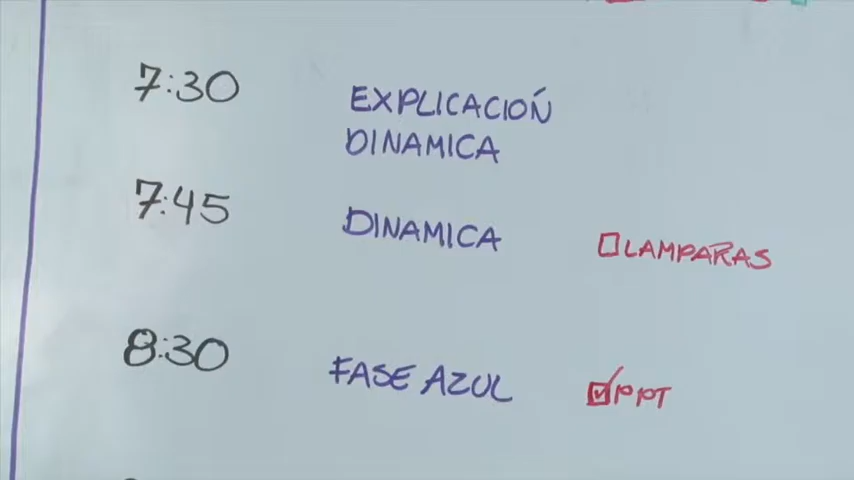 7:30 EXPLICACIÓN
DINAMICA
7:45 DINAMICA ☐ LAMPARAS
8:30 FASE AZUL ☑ PPT